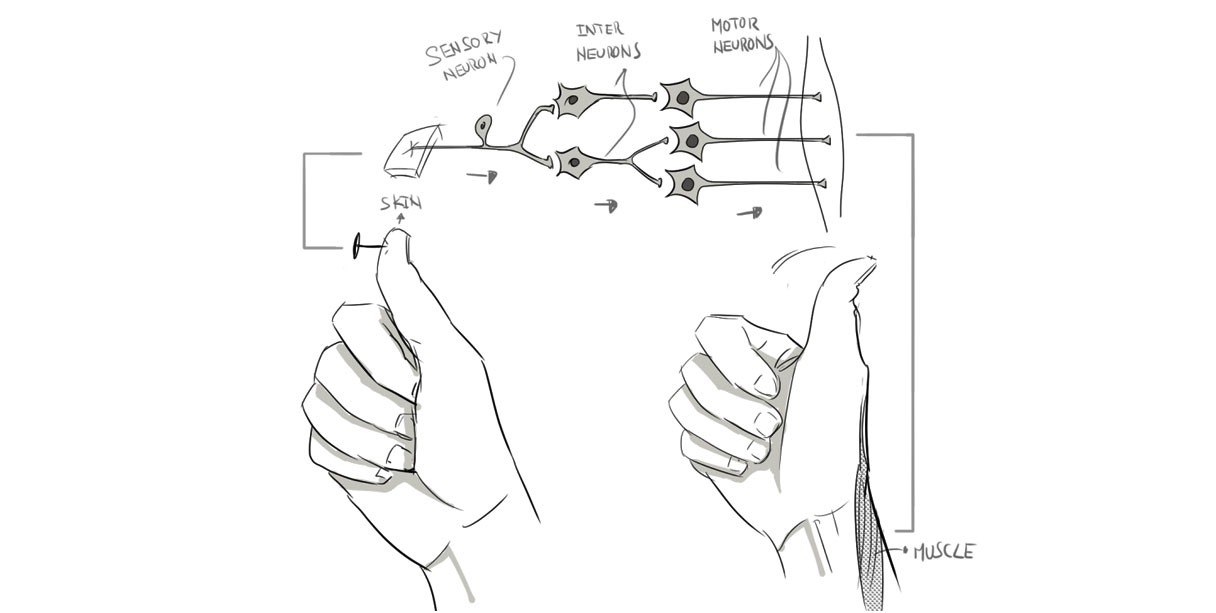 SENSORY
NEURON
INTER
NEURONS
MOTOR
NEURONS
SKIN
MUSCLE